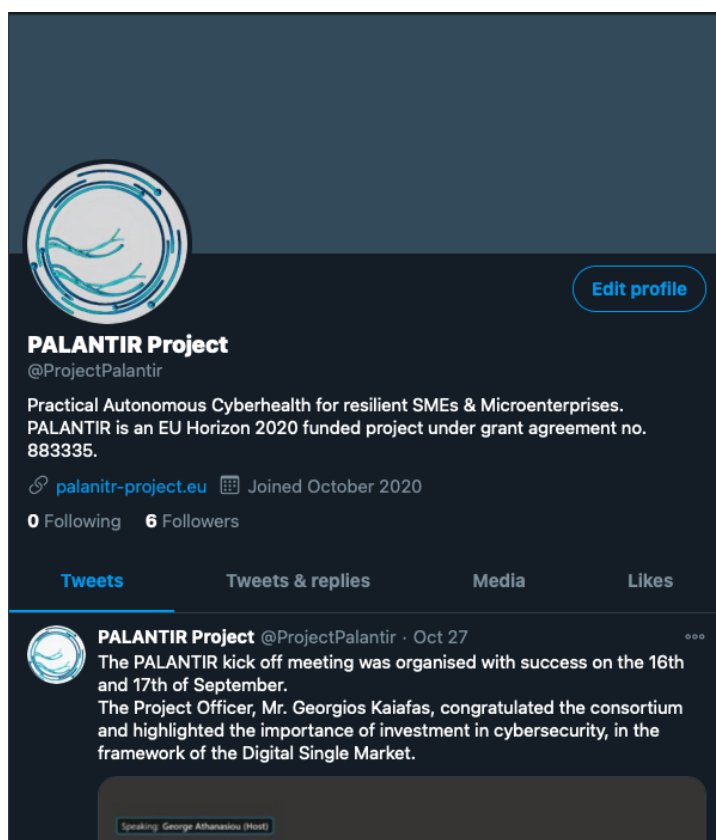 Edit profile
PALANTIR Project
@ProjectPalantir
Practical Autonomous Cyberhealth for resilient SMEs & Microenterprises.
PALANTIR is an EU Horizon 2020 funded project under grant agreement no.
883335.
palanitr-project.eu Joined October 2020
0 Following 6 Followers
Tweets Tweets & replies Media Likes
PALANTIR Project @ProjectPalantir · Oct 27
The PALANTIR kick off meeting was organised with success on the 16th
and 17th of September.
The Project Officer, Mr. Georgios Kaiafas, congratulated the consortium
and highlighted the importance of investment in cybersecurity, in the
framework of the Digital Single Market.
Speaking: George Athanasiou (Host)